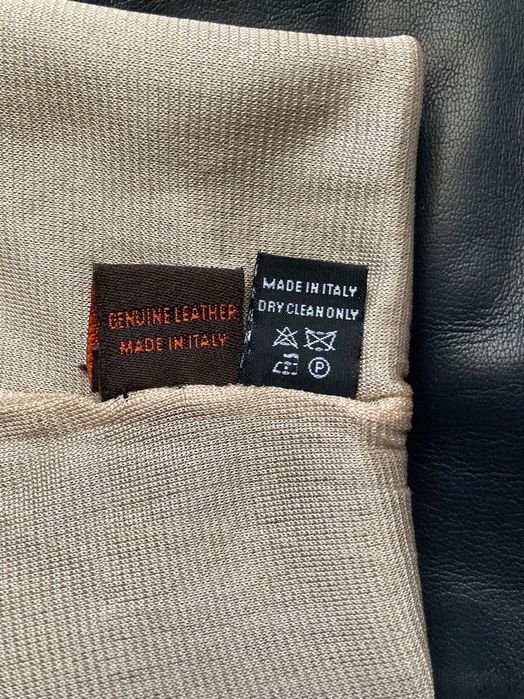 GENUINE LEATHER
MADE IN ITALY
MADE IN ITALY
DRY CLEAN ONLY
P